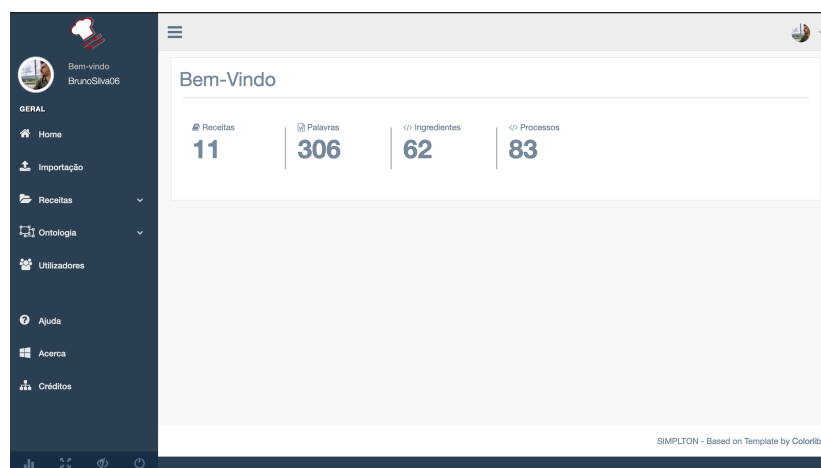 Bem-vindo
BrunoSilva06
GERAL
Home
Importação
Receitas
Ontologia
Utilizadores
Ajuda
Acerca
Créditos
Bem-Vindo
Receitas
11
Palavras
306
Ingredientes
62
Processos
83
SIMPLTON - Based on Template by Colorlib